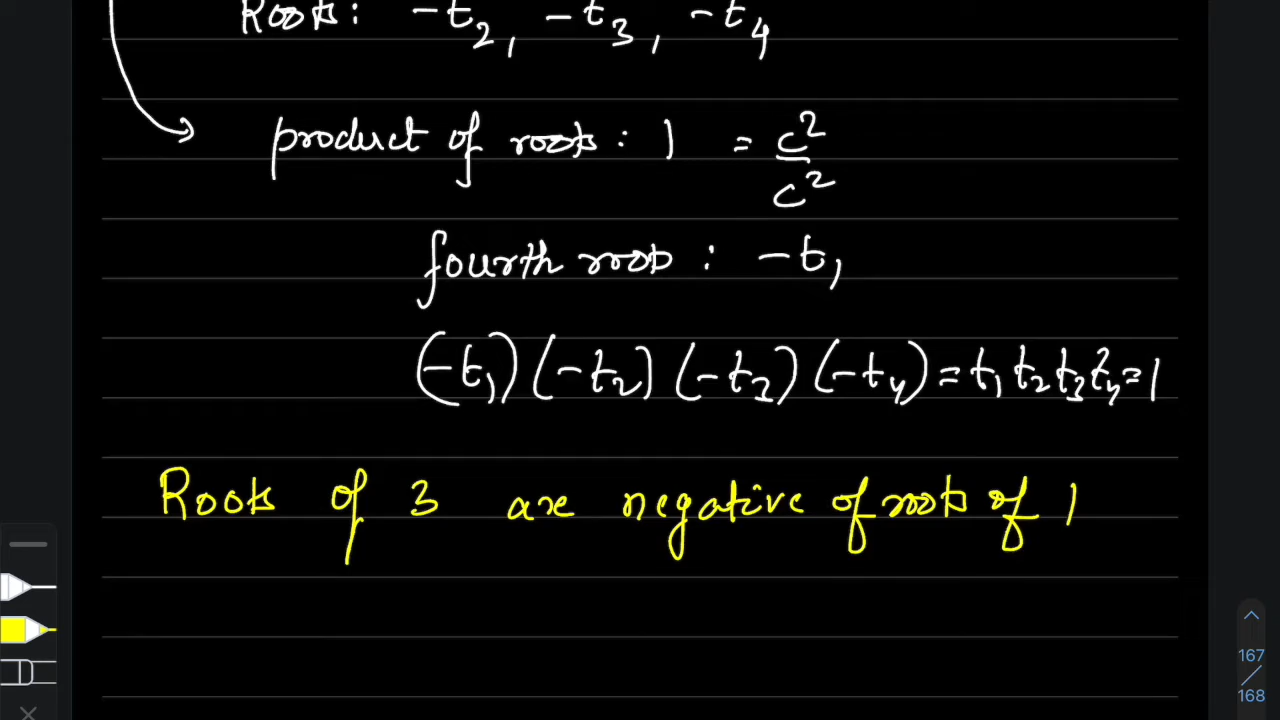 Roots: -t₂, -t₃, -t₄
product of roots: 1 = c²/c²
fourth root: -t₁
(-t₁)(-t₂)(-t₃)(-t₄) = t₁t₂t₃t₄ = 1
Roots of 3 are negative of roots of 1
167
168